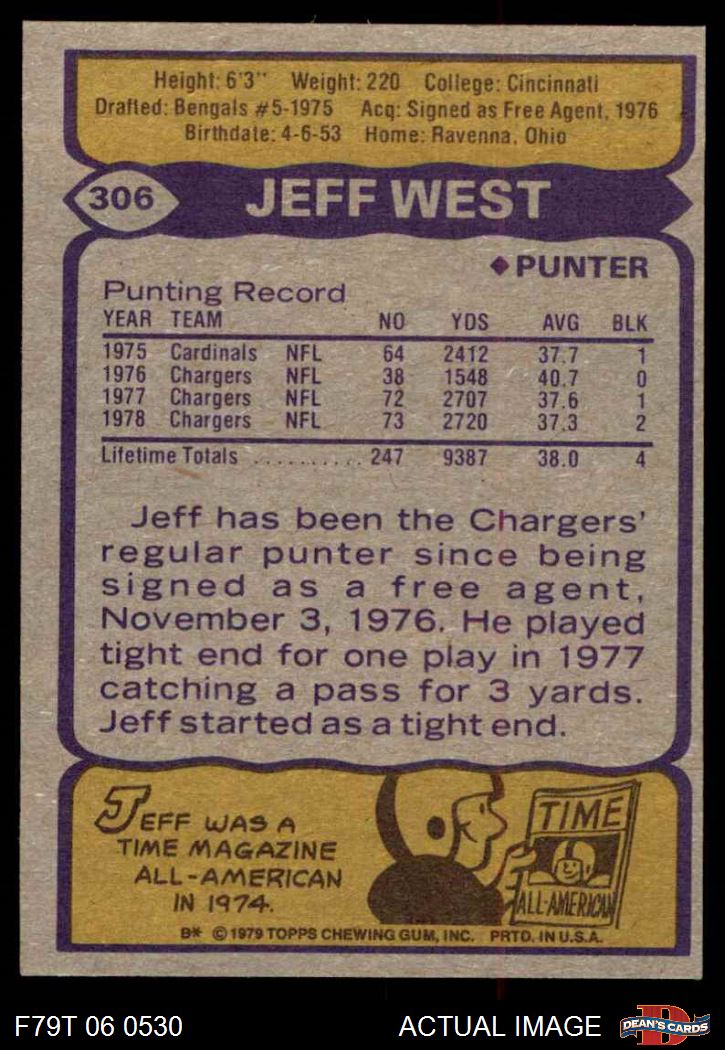 Height: 6'3" Weight: 220 College: Cincinnati
Drafted: Bengals #5-1975 Acq: Signed as Free Agent, 1976
Birthdate: 4-6-53 Home: Ravenna, Ohio
306 JEFF WEST
◆ PUNTER
Punting Record
YEAR TEAM NO YDS AVG BLK
1975 Cardinals NFL 64 2412 37.7 1
1976 Chargers NFL 38 1548 40.7 0
1977 Chargers NFL 72 2707 37.6 1
1978 Chargers NFL 73 2720 37.3 2
Lifetime Totals .......... 247 9387 38.0 4
Jeff has been the Chargers'
regular punter since being
signed as a free agent,
November 3, 1976. He played
tight end for one play in 1977
catching a pass for 3 yards.
Jeff started as a tight end.
JEFF WAS A
TIME MAGAZINE
ALL-AMERICAN
IN 1974.
TIME
ALL-AMERICAN
B* © 1979 TOPPS CHEWING GUM, INC. PRTD. IN U.S.A.
F79T 06 0530 ACTUAL IMAGE D DEAN'S CARDS